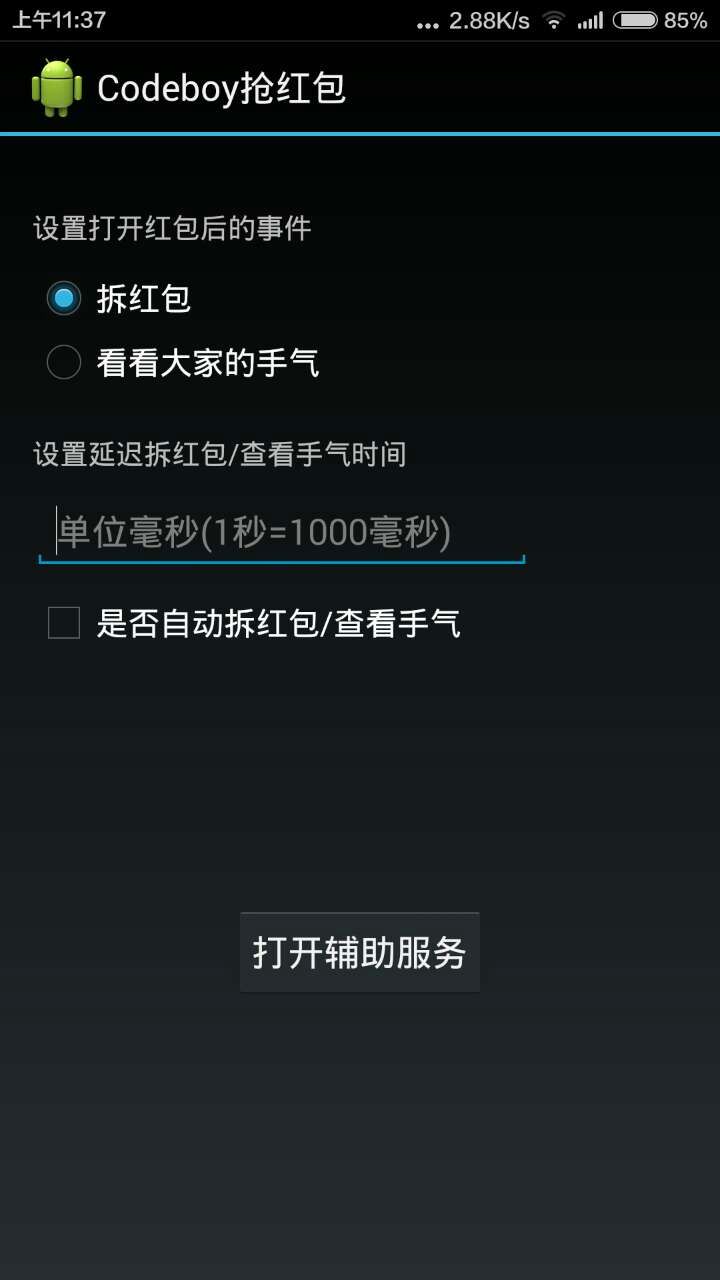 上午11:37 ... 2.88K/s 85%
Codeboy抢红包
设置打开红包后的事件
拆红包
看看大家的手气
设置延迟拆红包/查看手气时间
单位毫秒(1秒=1000毫秒)
是否自动拆红包/查看手气
打开辅助服务